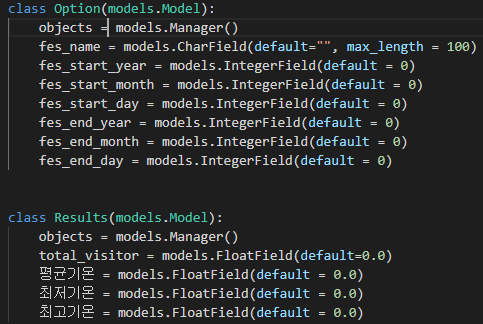 class Option(models.Model):
    objects = models.Manager()
    fes_name = models.CharField(default="", max_length = 100)
    fes_start_year = models.IntegerField(default = 0)
    fes_start_month = models.IntegerField(default = 0)
    fes_start_day = models.IntegerField(default = 0)
    fes_end_year = models.IntegerField(default = 0)
    fes_end_month = models.IntegerField(default = 0)
    fes_end_day = models.IntegerField(default = 0)
class Results(models.Model):
    objects = models.Manager()
    total_visitor = models.FloatField(default=0.0)
    평균기온 = models.FloatField(default = 0.0)
    최저기온 = models.FloatField(default = 0.0)
    최고기온 = models.FloatField(default = 0.0)